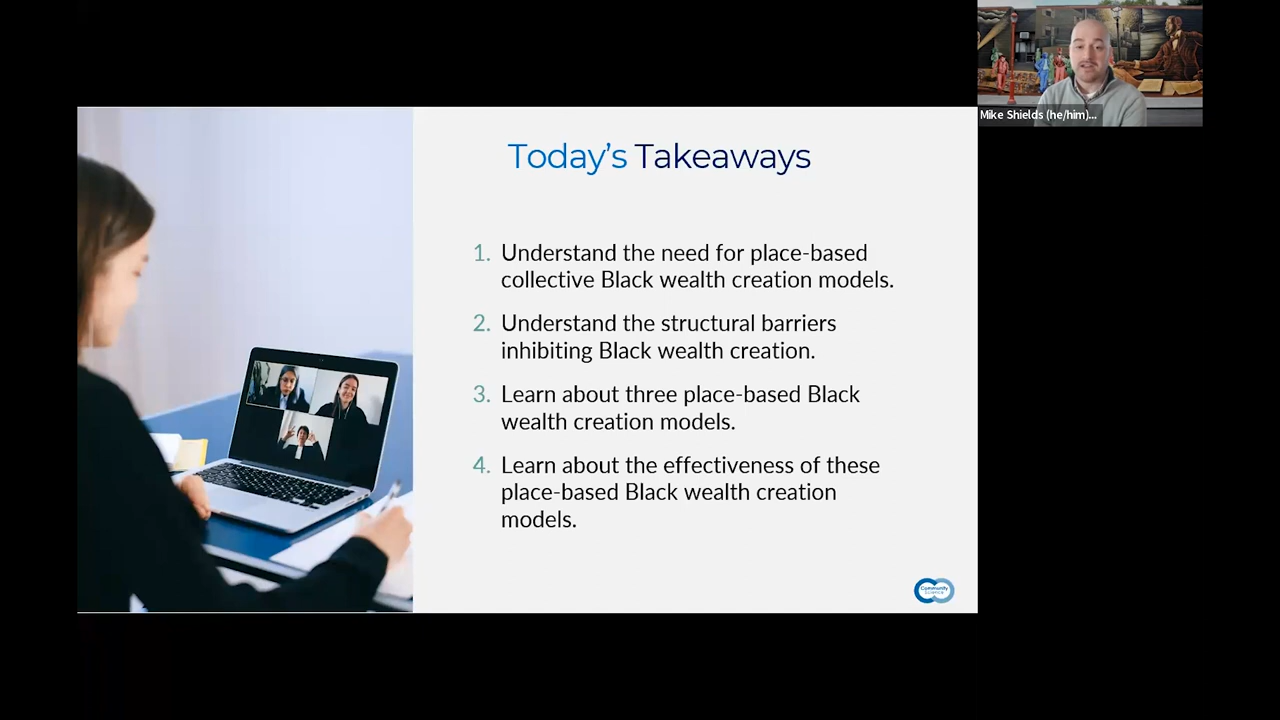 Mike Shields (he/him)...
Today's Takeaways
1. Understand the need for place-based
collective Black wealth creation models.
2. Understand the structural barriers
inhibiting Black wealth creation.
3. Learn about three place-based Black
wealth creation models.
4. Learn about the effectiveness of these
place-based Black wealth creation
models.
Community
Science